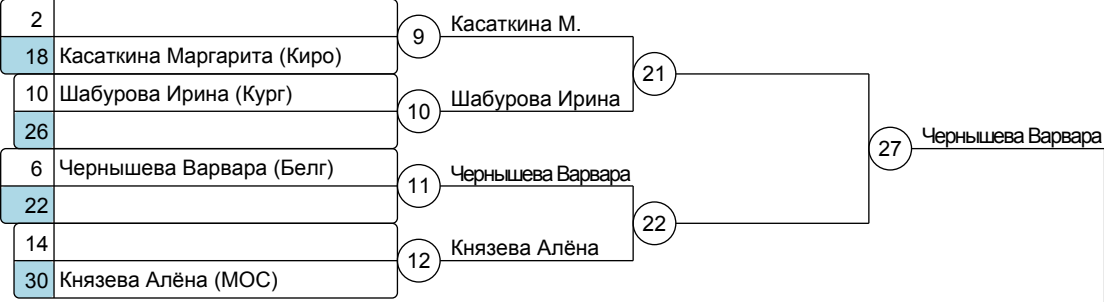 2
18 Касаткина Маргарита (Киро)
10 Шабурова Ирина (Кург)
26
6 Чернышева Варвара (Белг)
22
14
30 Князева Алёна (МОС)
9
10
11
12
Касаткина М.
Шабурова Ирина
Чернышева Варвара
Князева Алёна
21
22
27
Чернышева Варвара